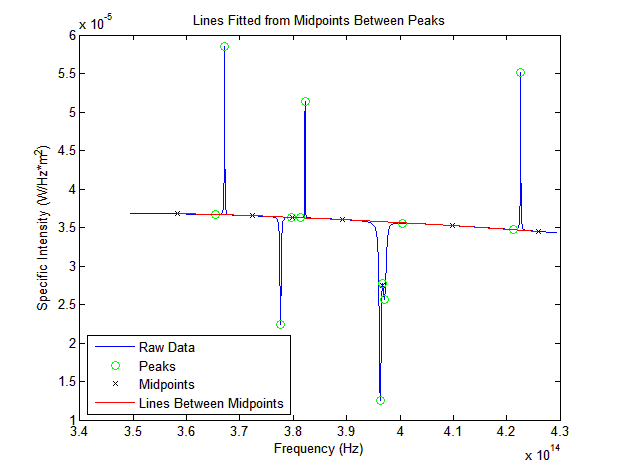 Lines Fitted from Midpoints Between Peaks
x 10^-5
6
5.5
5
4.5
4
3.5
3
2.5
2
1.5
1
Specific Intensity (W/Hz*m^2)
Raw Data
Peaks
Midpoints
Lines Between Midpoints
3.4 3.5 3.6 3.7 3.8 3.9 4 4.1 4.2 4.3
Frequency (Hz)
x 10^14